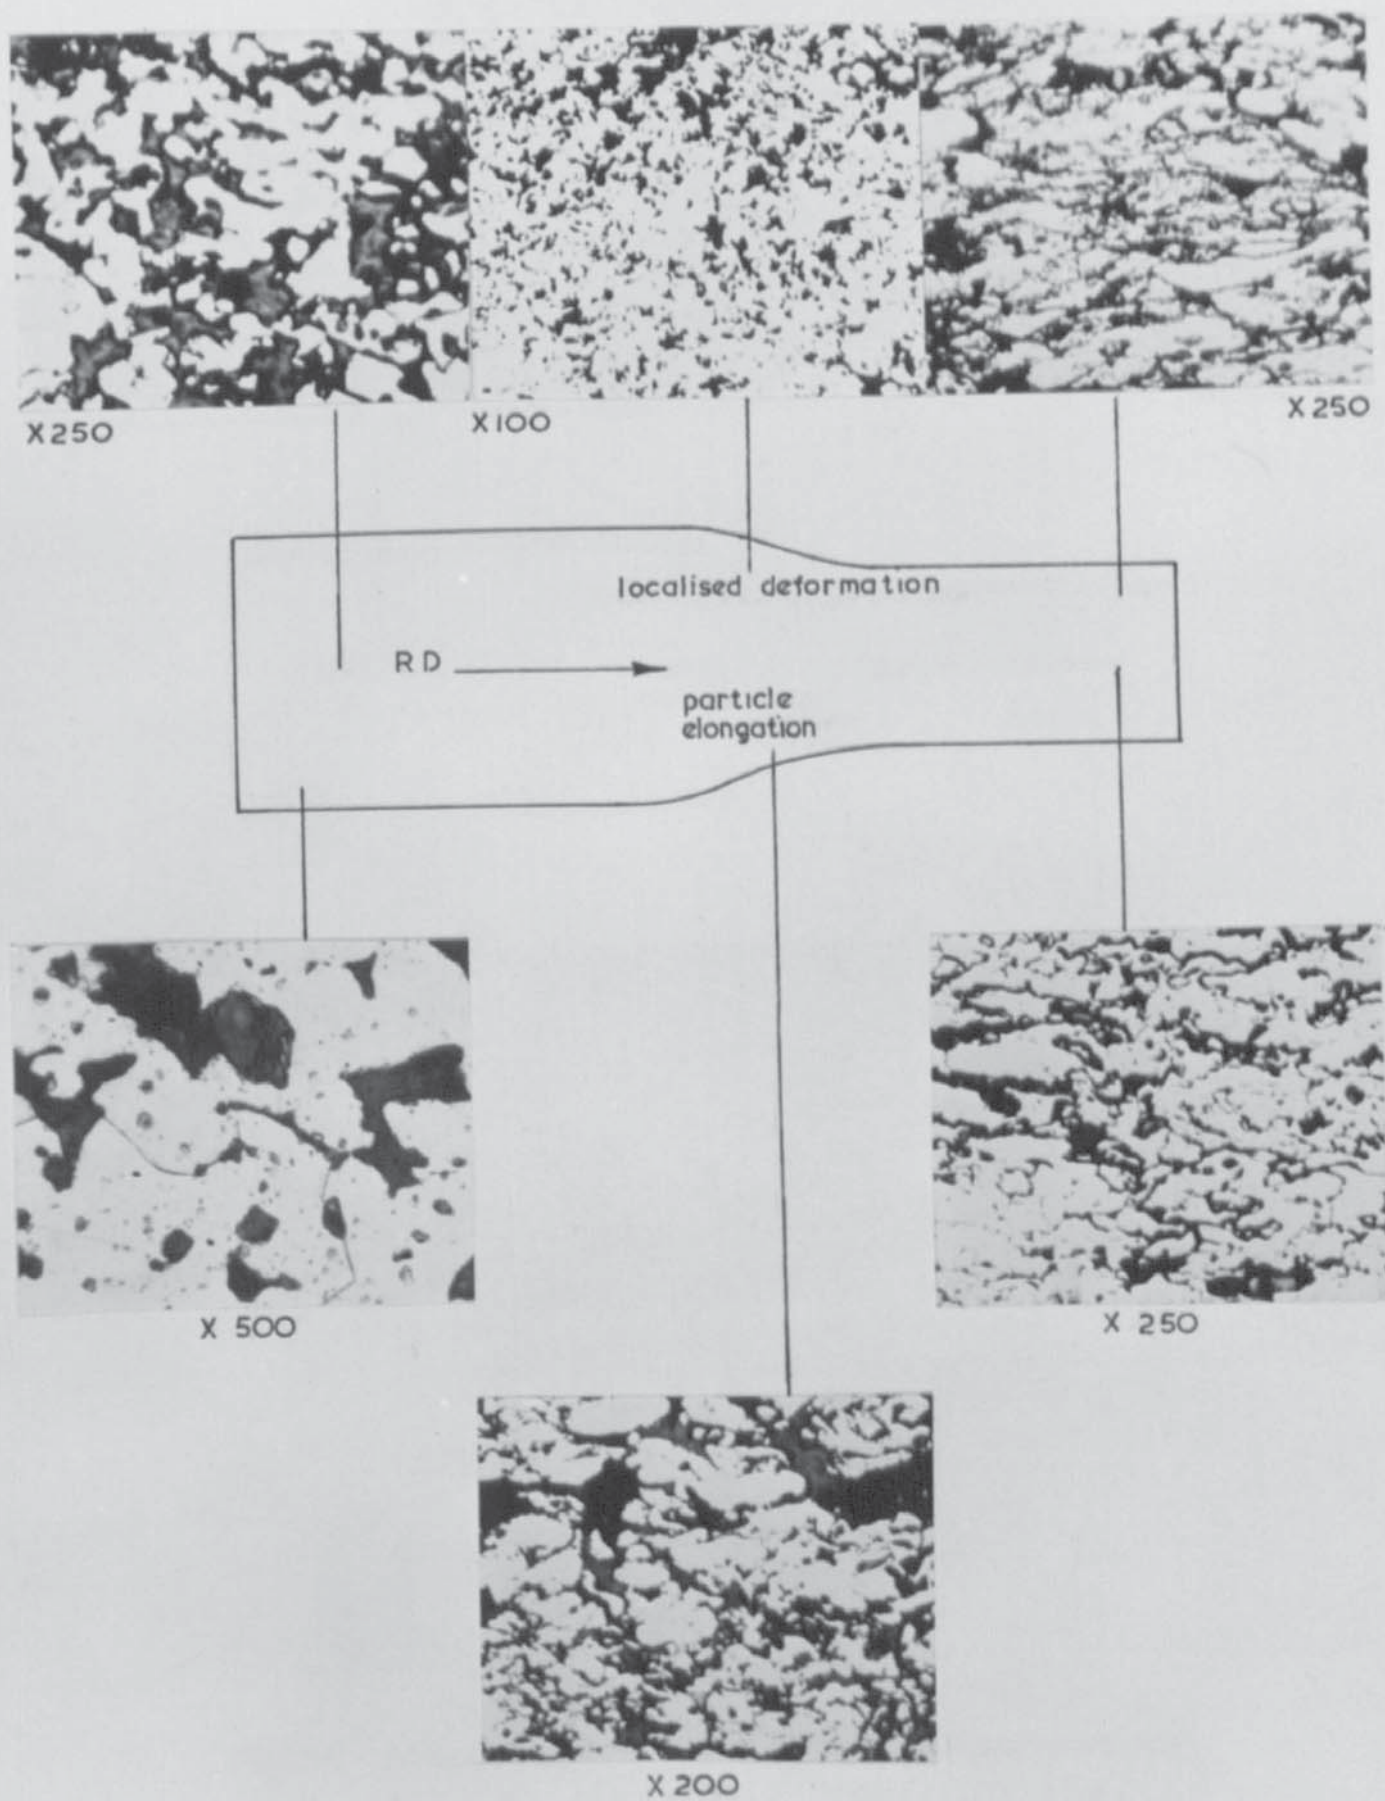 X250
X100
X250
localised deformation
RD
particle
elongation
X 500
X 250
X 200